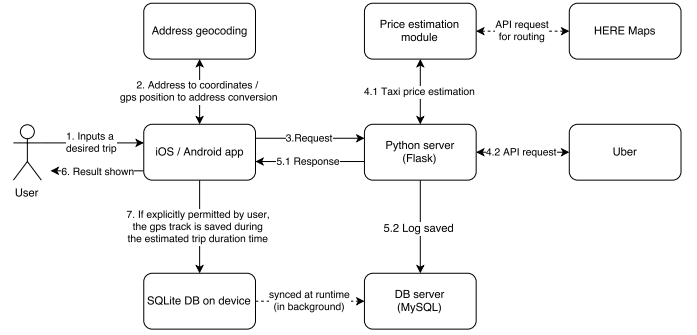 Address geocoding
Price estimation
module
API request
for routing
HERE Maps
2. Address to coordinates /
gps position to address conversion
4.1 Taxi price estimation
1. Inputs a
desired trip
iOS / Android app
3.Request
5.1 Response
Python server
(Flask)
4.2 API request
Uber
6. Result shown
User
7. If explicitly permitted by user,
the gps track is saved during
the estimated trip duration time
5.2 Log saved
SQLite DB on device
synced at runtime
(in background)
DB server
(MySQL)